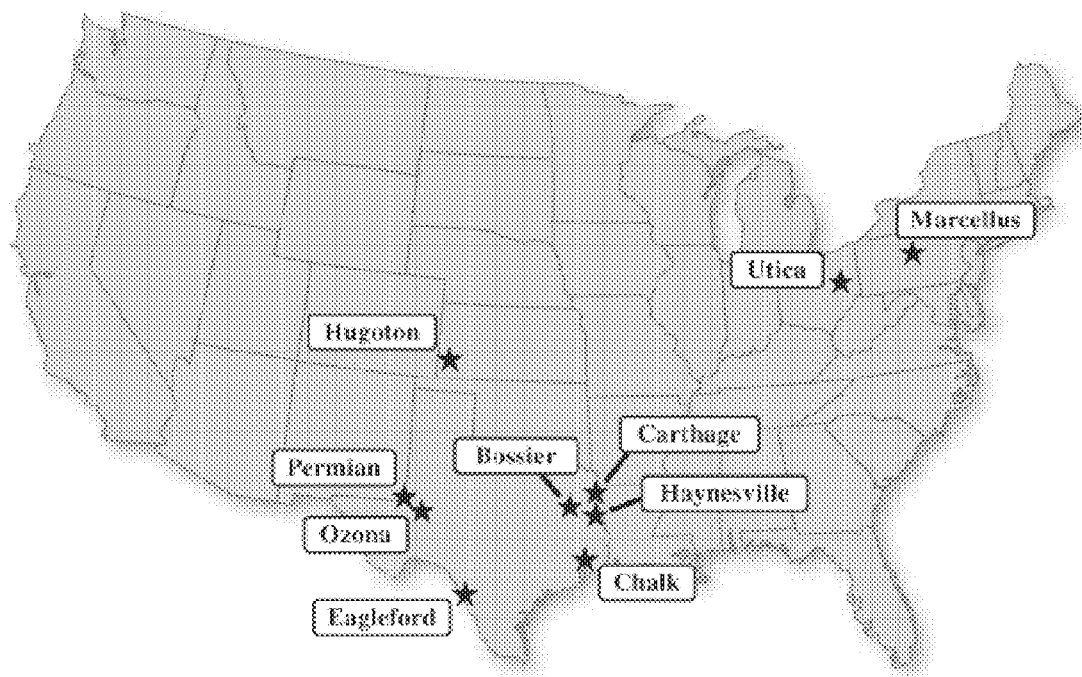 Marcellus
Utica
Hugoton
Carthage
Bossier
Permian
Haynesville
Ozona
Chalk
Eagleford